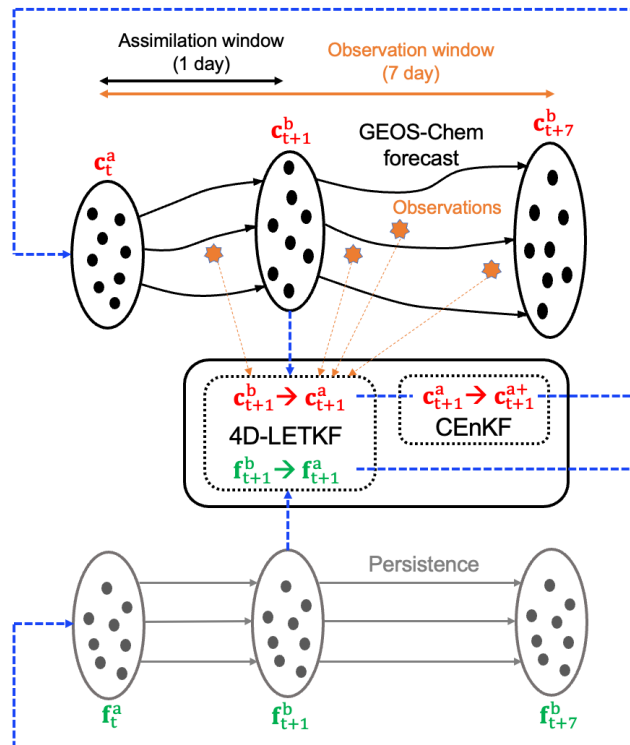 Assimilation window
(1 day)
Observation window
(7 day)
c^a_t
c^b_{t+1}
GEOS-Chem
forecast
c^b_{t+7}
Observations
c^b_{t+1} → c^a_{t+1}
4D-LETKF
f^b_{t+1} → f^a_{t+1}
c^a_{t+1} → c^{a+}_{t+1}
CEnKF
Persistence
f^a_t
f^b_{t+1}
f^b_{t+7}